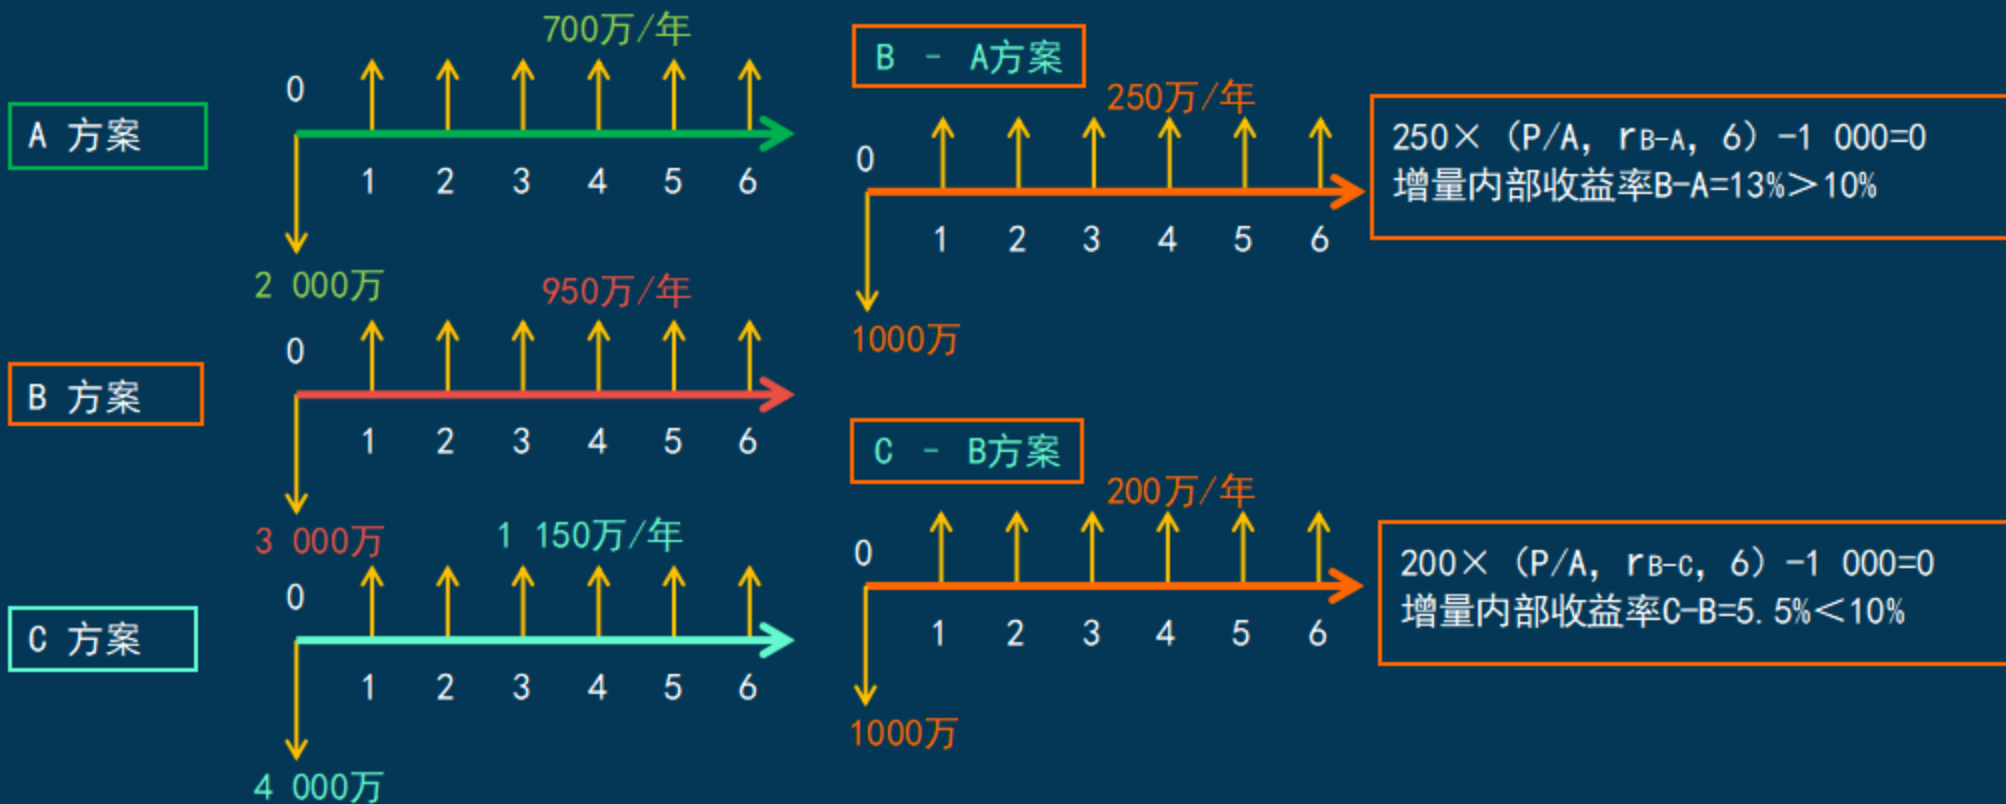 A 方案
700万/年
0
1 2 3 4 5 6
2 000万
B 方案
950万/年
0
1 2 3 4 5 6
3 000万
C 方案
1 150万/年
0
1 2 3 4 5 6
4 000万
B - A方案
250万/年
0
1 2 3 4 5 6
1000万
250×（P/A, rB-A, 6）-1 000=0
增量内部收益率B-A=13%＞10%
C - B方案
200万/年
0
1 2 3 4 5 6
1000万
200×（P/A, rB-C, 6）-1 000=0
增量内部收益率C-B=5.5%＜10%